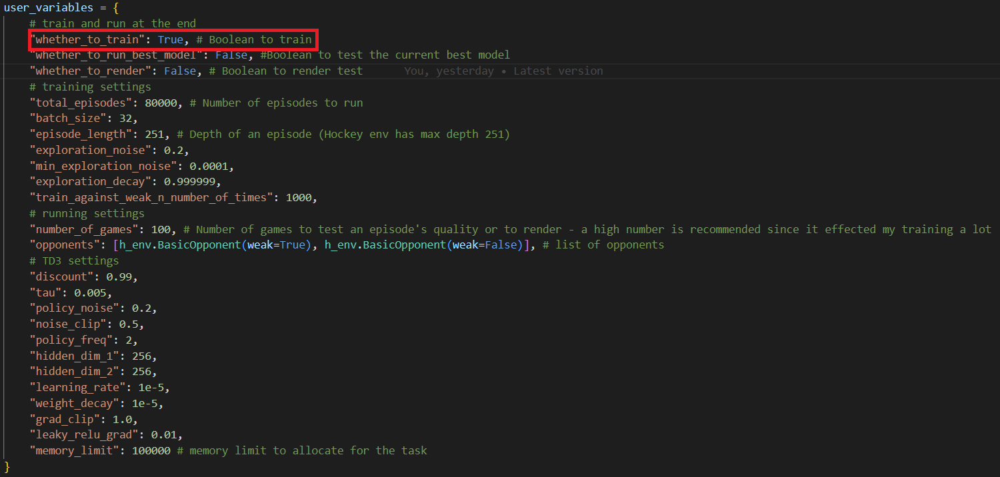 user_variables = {
# train and run at the end
"whether_to_train": True, # Boolean to train
"whether_to_run_best_model": False, #Boolean to test the current best model
"whether_to_render": False, # Boolean to render test You, yesterday • Latest version
# training settings
"total_episodes": 80000, # Number of episodes to run
"batch_size": 32,
"episode_length": 251, # Depth of an episode (Hockey env has max depth 251)
"exploration_noise": 0.2,
"min_exploration_noise": 0.0001,
"exploration_decay": 0.999999,
"train_against_weak_n_number_of_times": 1000,
# running settings
"number_of_games": 100, # Number of games to test an episode's quality or to render - a high number is recommended since it effected my training a lot
"opponents": [h_env.BasicOpponent(weak=True), h_env.BasicOpponent(weak=False)], # list of opponents
# TD3 settings
"discount": 0.99,
"tau": 0.005,
"policy_noise": 0.2,
"noise_clip": 0.5,
"policy_freq": 2,
"hidden_dim_1": 256,
"hidden_dim_2": 256,
"learning_rate": 1e-5,
"weight_decay": 1e-5,
"grad_clip": 1.0,
"leaky_relu_grad": 0.01,
"memory_limit": 100000 # memory limit to allocate for the task
}